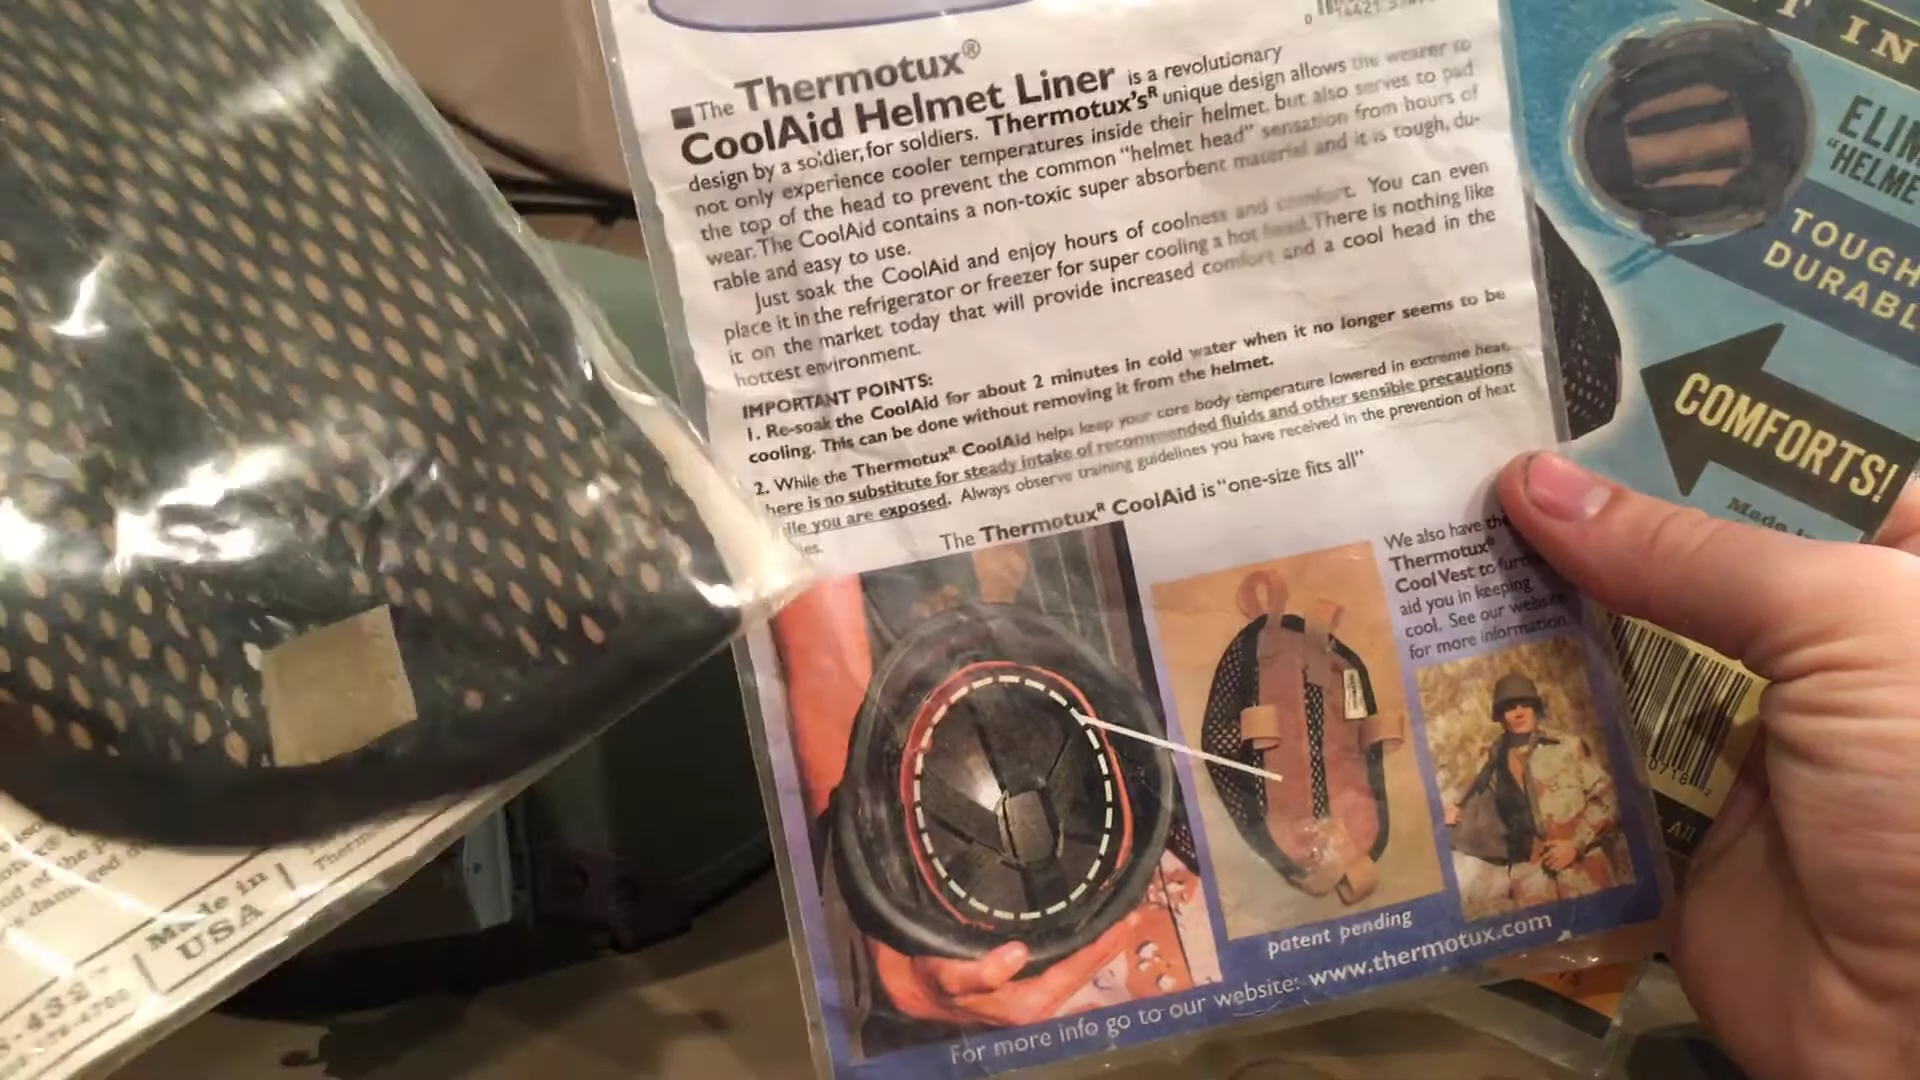 ■The Thermotux®
CoolAid Helmet Liner is a revolutionary
design by a soldier, for soldiers. Thermotux'sR unique design allows the wearer to
not only experience cooler temperatures inside their helmet, but also serves to pad
the top of the head to prevent the common "helmet head" sensation from hours of
wear. The CoolAid contains a non-toxic super absorbent material and it is tough, du-
rable and easy to use.
Just soak the CoolAid and enjoy hours of coolness and comfort. You can even
place it in the refrigerator or freezer for super cooling a hot head. There is nothing like
it on the market today that will provide increased comfort and a cool head in the
hottest environment.
IMPORTANT POINTS:
1. Re-soak the CoolAid for about 2 minutes in cold water when it no longer seems to be
cooling. This can be done without removing it from the helmet.
2. While the ThermotuxR CoolAid helps keep your core body temperature lowered in extreme heat,
here is no substitute for steady intake of recommended fluids and other sensible precautions
ile you are exposed. Always observe training guidelines you have received in the prevention of heat
ies.
The ThermotuxR CoolAid is "one-size fits all"
We also have the
Thermotux®
Cool Vest to
aid you in keeping
cool. See our website
for more information.
patent pending
For more info go to our website: www.thermotux.com
T IN
ELIM
"HELME
TOUGH
DURABL
COMFORTS!
Made
All
Made in
USA
Therm